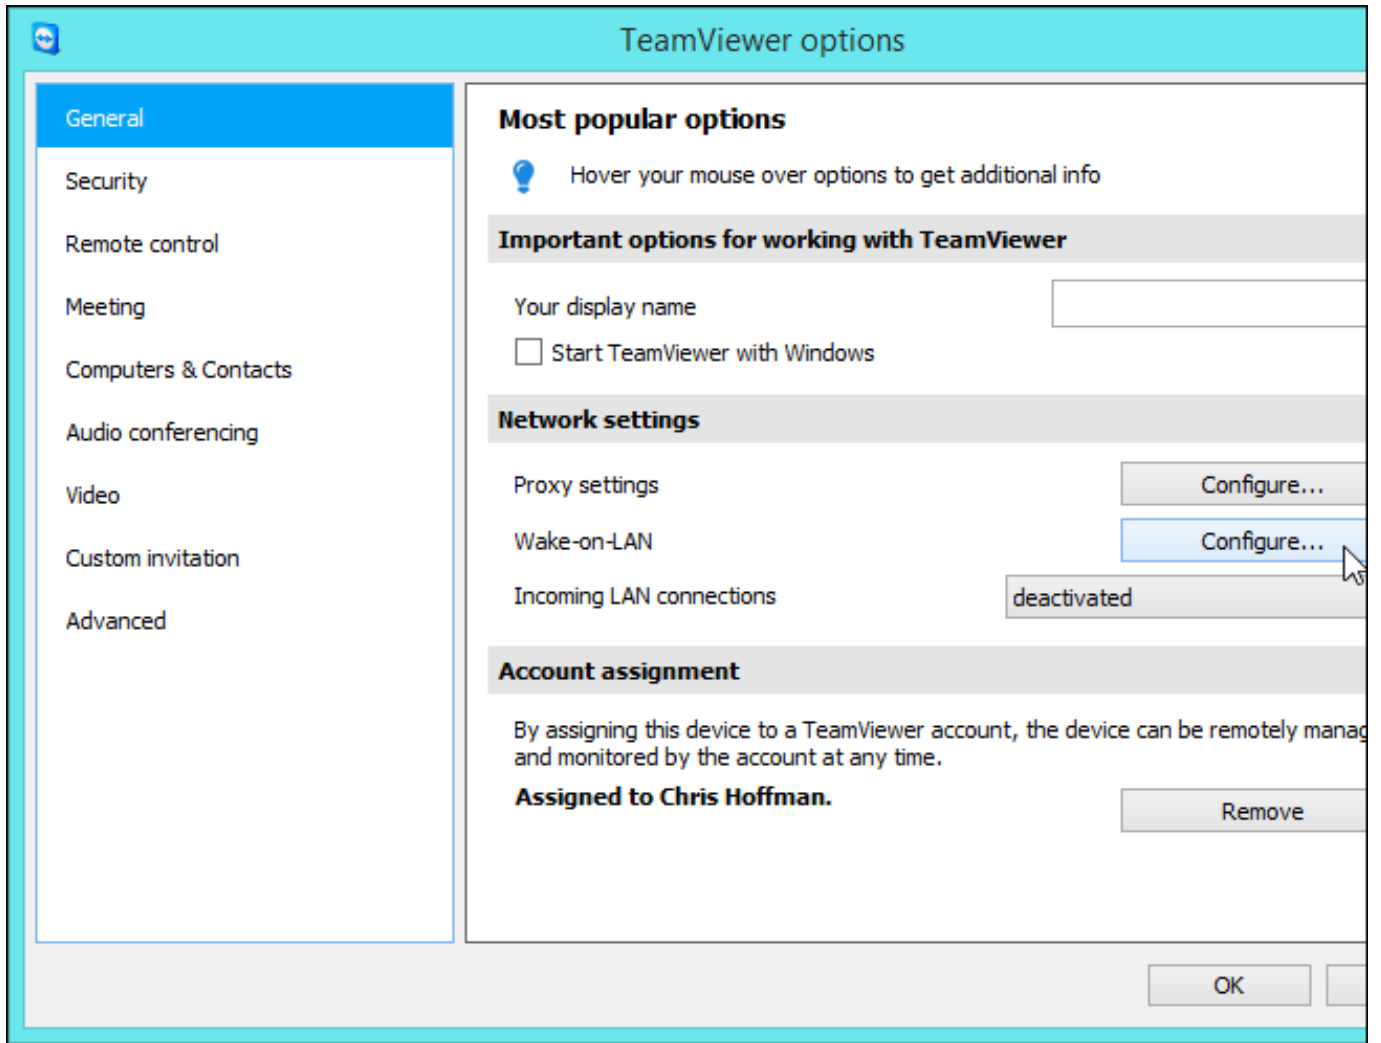 TeamViewer options
General
Security
Remote control
Meeting
Computers & Contacts
Audio conferencing
Video
Custom invitation
Advanced
Most popular options
Hover your mouse over options to get additional info
Important options for working with TeamViewer
Your display name
Start TeamViewer with Windows
Network settings
Proxy settings
Configure...
Wake-on-LAN
Configure...
Incoming LAN connections
deactivated
Account assignment
By assigning this device to a TeamViewer account, the device can be remotely manag
and monitored by the account at any time.
Assigned to Chris Hoffman.
Remove
OK